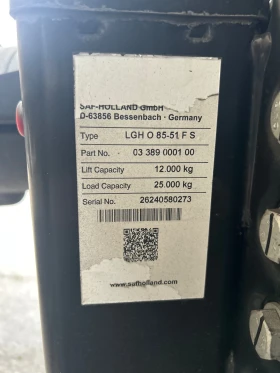 SAF-HOLLAND GmbH
D-63856 Bessenbach · Germany
Type LGH O 85-51 F S
Part No. 03 389 0001 00
Lift Capacity 12.000 kg
Load Capacity 25.000 kg
Serial No. 26240580273
www.safholland.com